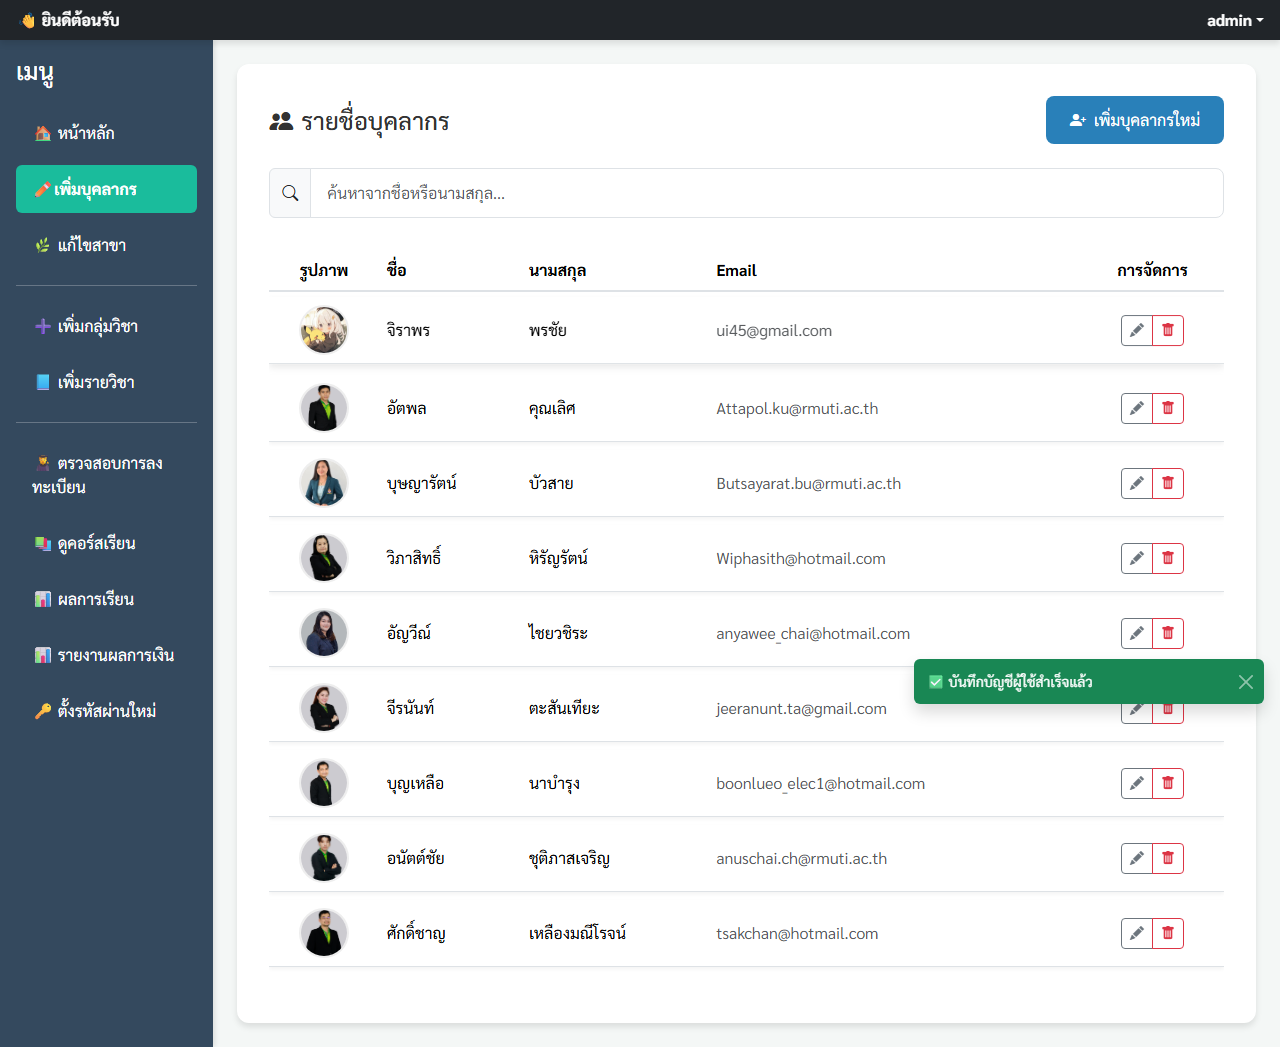 👋 ยินดีต้อนรับ
admin
เมนู
🏠 หน้าหลัก
เพิ่มบุคลากร
🌿 แก้ไขสาขา
➕ เพิ่มกลุ่มวิชา
📘 เพิ่มรายวิชา
ตรวจสอบการลง
ทะเบียน
📚 ดูคอร์สเรียน
📊 ผลการเรียน
📊 รายงานผลการเงิน
🔑 ตั้งรหัสผ่านใหม่
รายชื่อบุคลากร
เพิ่มบุคลากรใหม่
ค้นหาจากชื่อหรือนามสกุล...
รูปภาพ ชื่อ นามสกุล Email การจัดการ
จิราพร พรชัย ui45@gmail.com
อัตพล คุณเลิศ Attapol.ku@rmuti.ac.th
บุษญารัตน์ บัวสาย Butsayarat.bu@rmuti.ac.th
วิภาสิทธิ์ หิรัญรัตน์ Wiphasith@hotmail.com
อัญวีณ์ ไชยวชิระ anyawee_chai@hotmail.com
✅ บันทึกบัญชีผู้ใช้สำเร็จแล้ว
จีรนันท์ ตะสันเทียะ jeeranunt.ta@gmail.com
บุญเหลือ นาบำรุง boonlueo_elec1@hotmail.com
อนัตต์ชัย ชุติภาสเจริญ anuschai.ch@rmuti.ac.th
ศักดิ์ชาญ เหลืองมณีโรจน์ tsakchan@hotmail.com